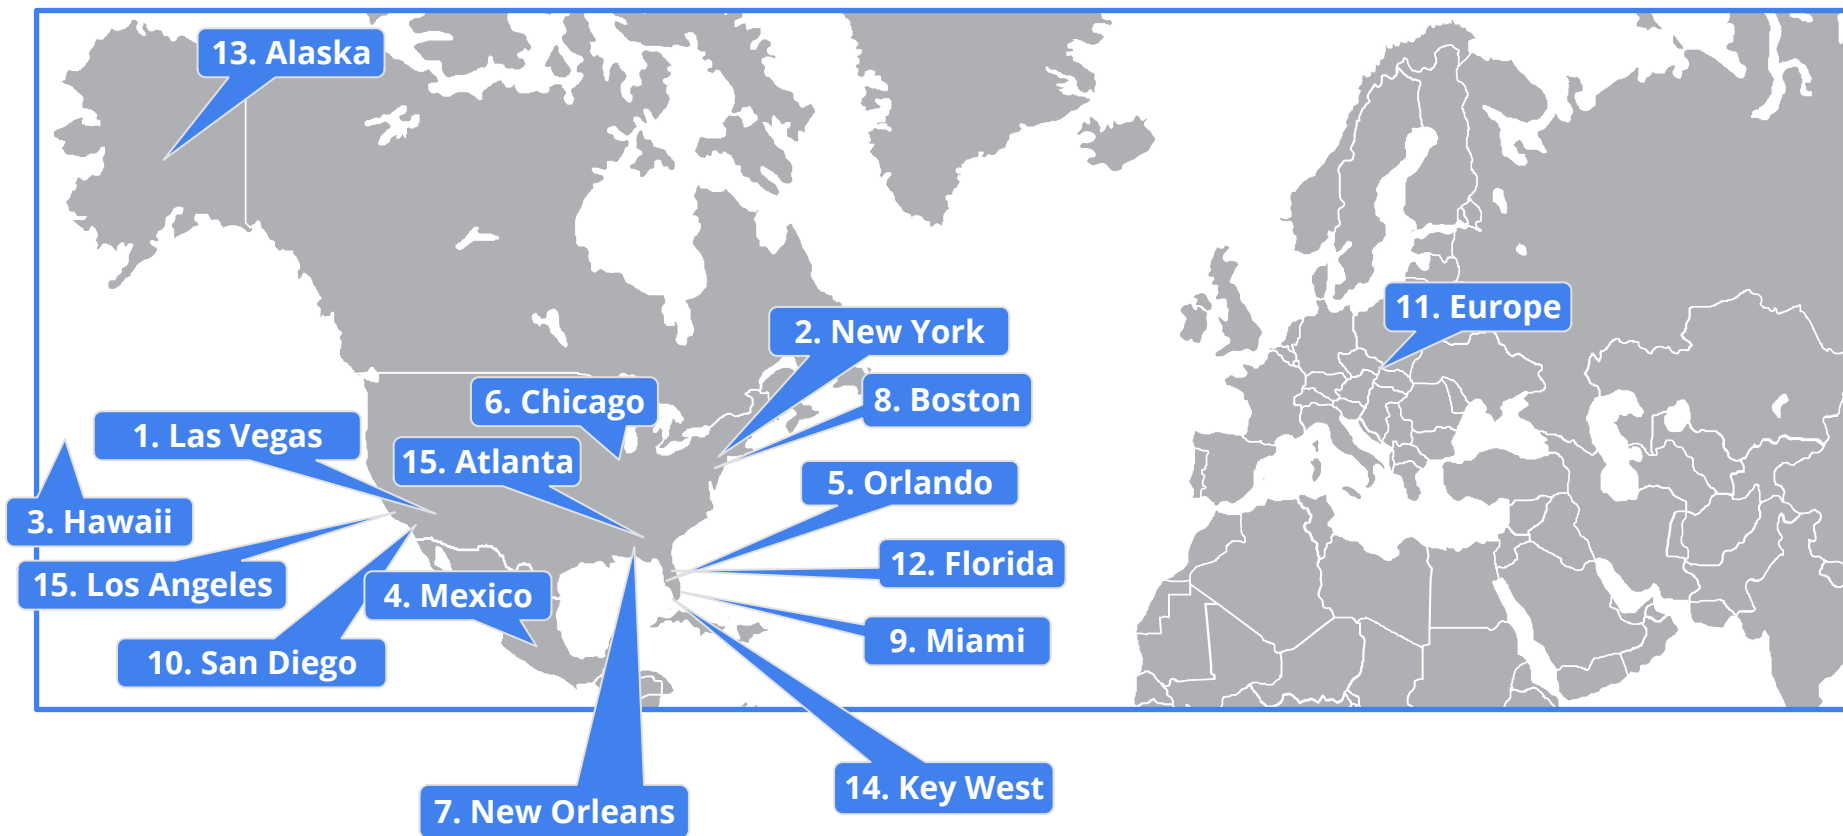 13. Alaska
11. Europe
2. New York
6. Chicago
8. Boston
1. Las Vegas
15. Atlanta
5. Orlando
3. Hawaii
12. Florida
15. Los Angeles
4. Mexico
9. Miami
10. San Diego
14. Key West
7. New Orleans